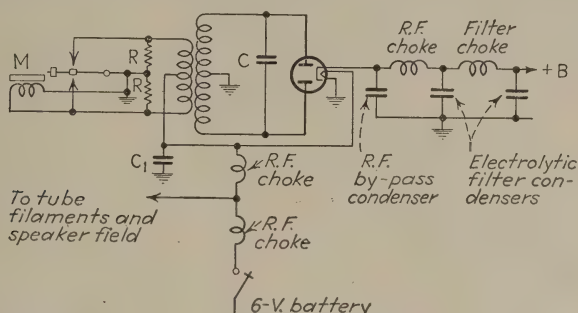 M
R
R
C
C1
R.F.
choke
Filter
choke
+B
R.F.
choke
R.F.
by-pass
condenser
Electrolytic
filter con-
densers
To tube
filaments and
speaker field
R.F.
choke
6-V. battery